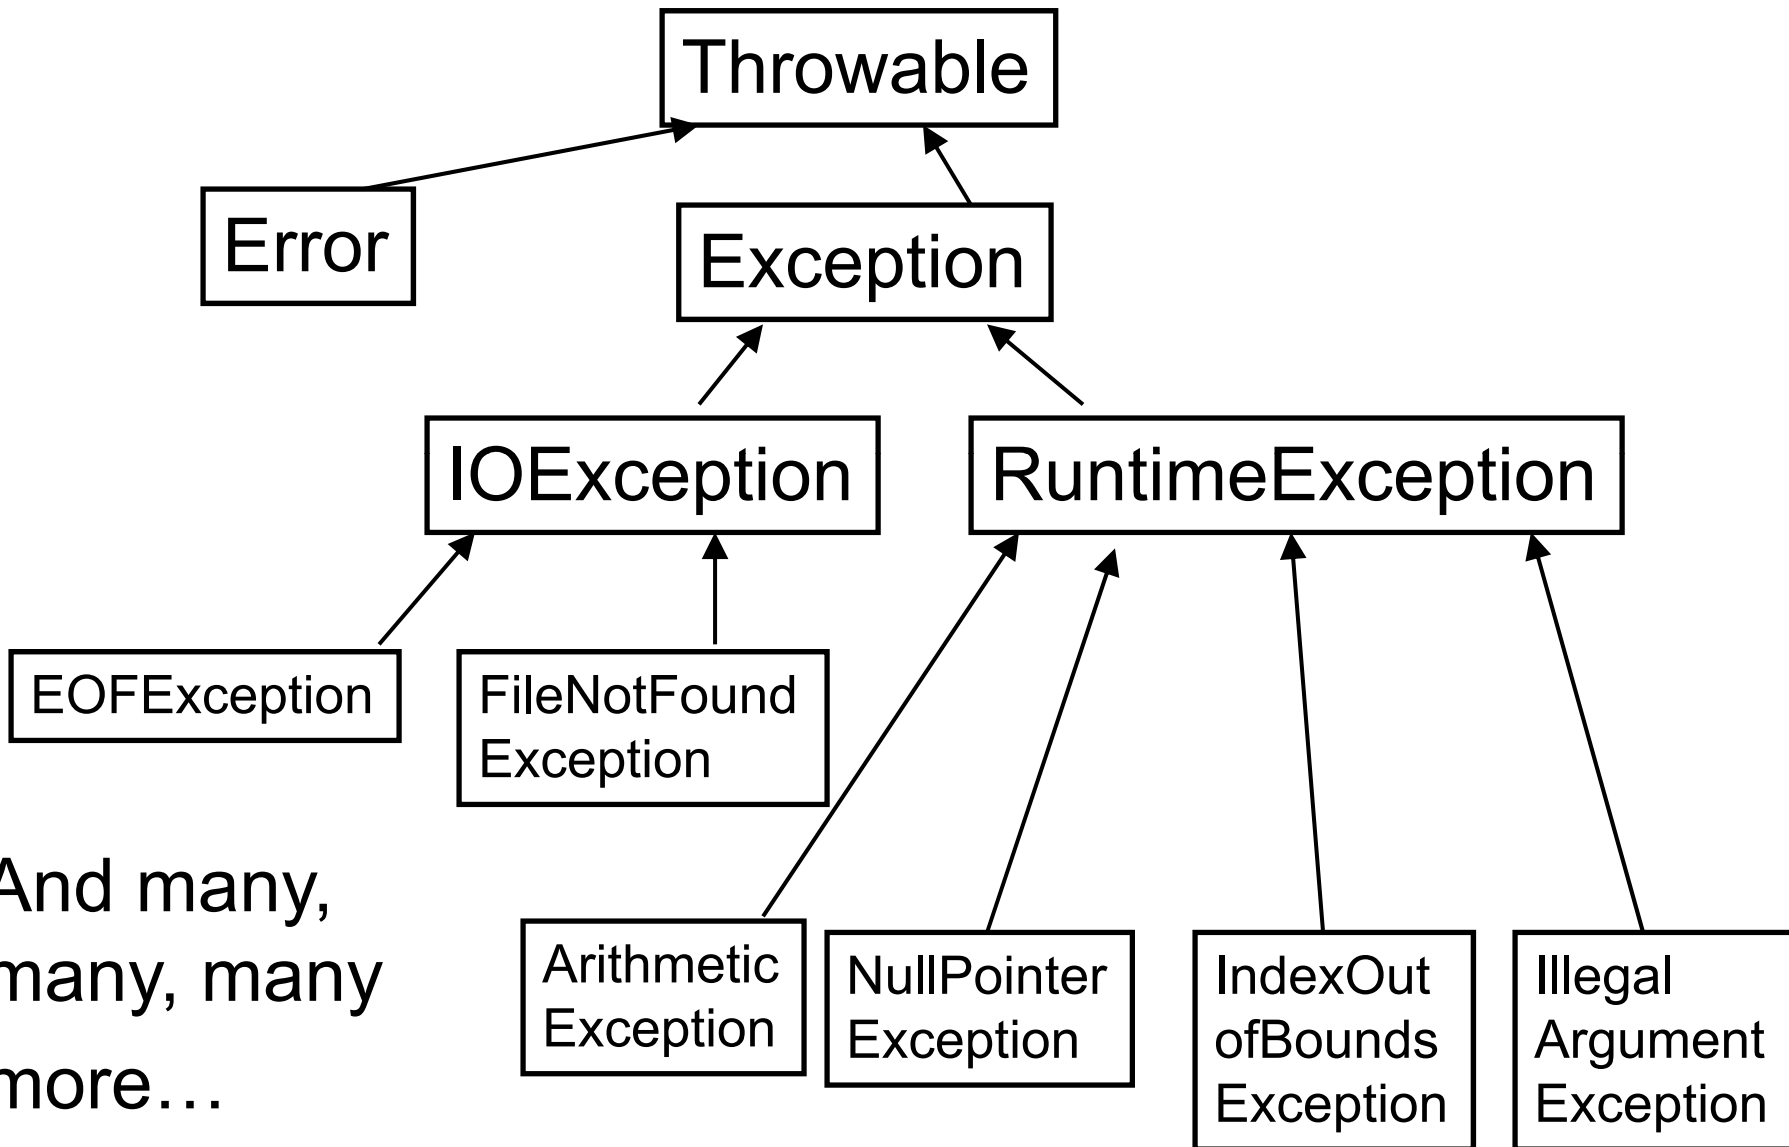 Throwable
Error
Exception
IOException
RuntimeException
EOFException
FileNotFound
Exception
And many,
many, many
more…
Arithmetic
Exception
NullPointer
Exception
IndexOut
ofBounds
Exception
Illegal
Argument
Exception